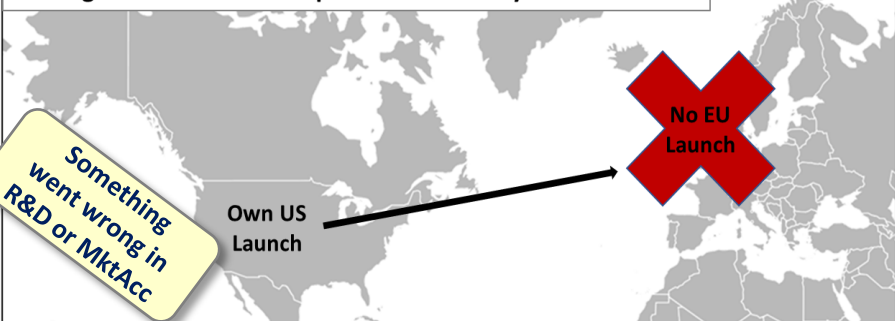 No EU
Launch
Something
went wrong in
R&D or MktAcc
Own US
Launch